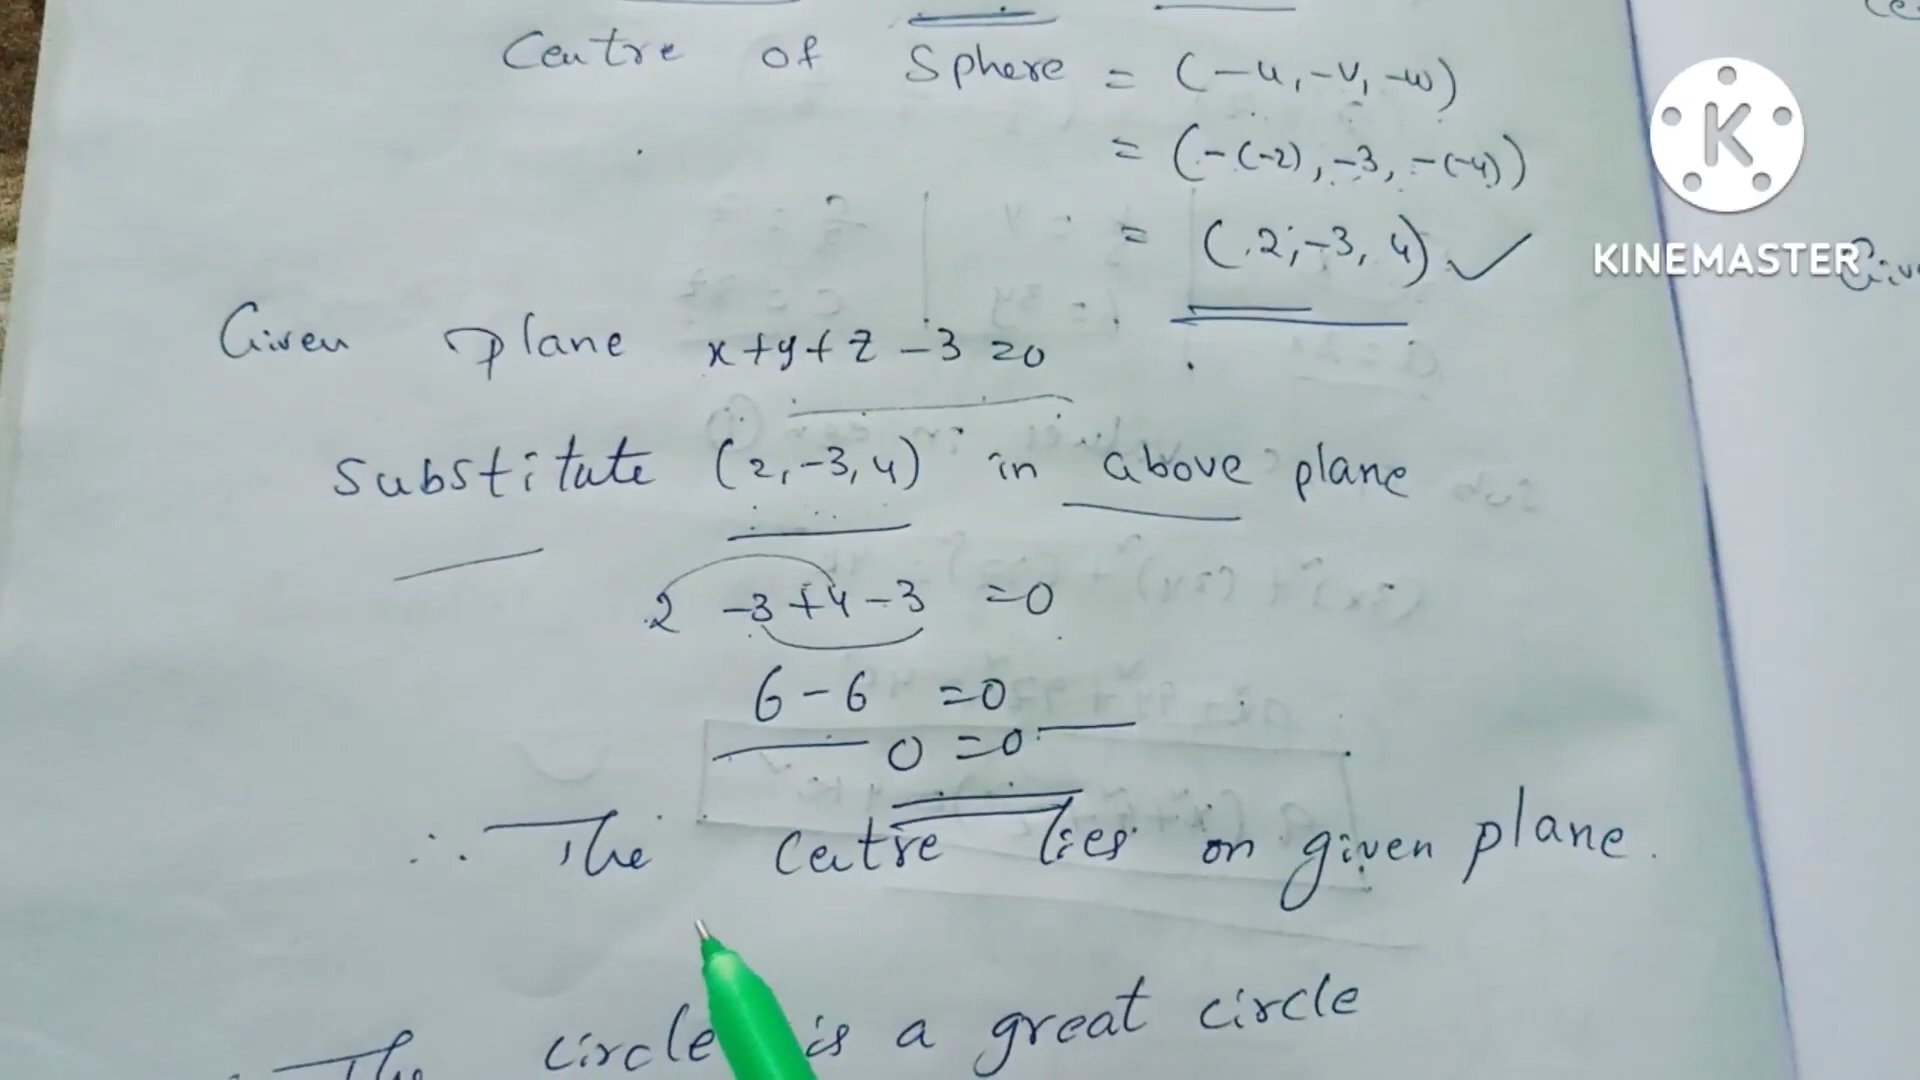 Centre of Sphere = (-u, -v, -w)
= (-(-2), -3, -(-4))
= (2, -3, 4) ✓
KINEMASTER
Given plane x+y+z-3=0
Substitute (2, -3, 4) in above plane
2 -3+4-3 =0
6-6 =0
0=0
∴ The centre lies on given plane.
The circle is a great circle